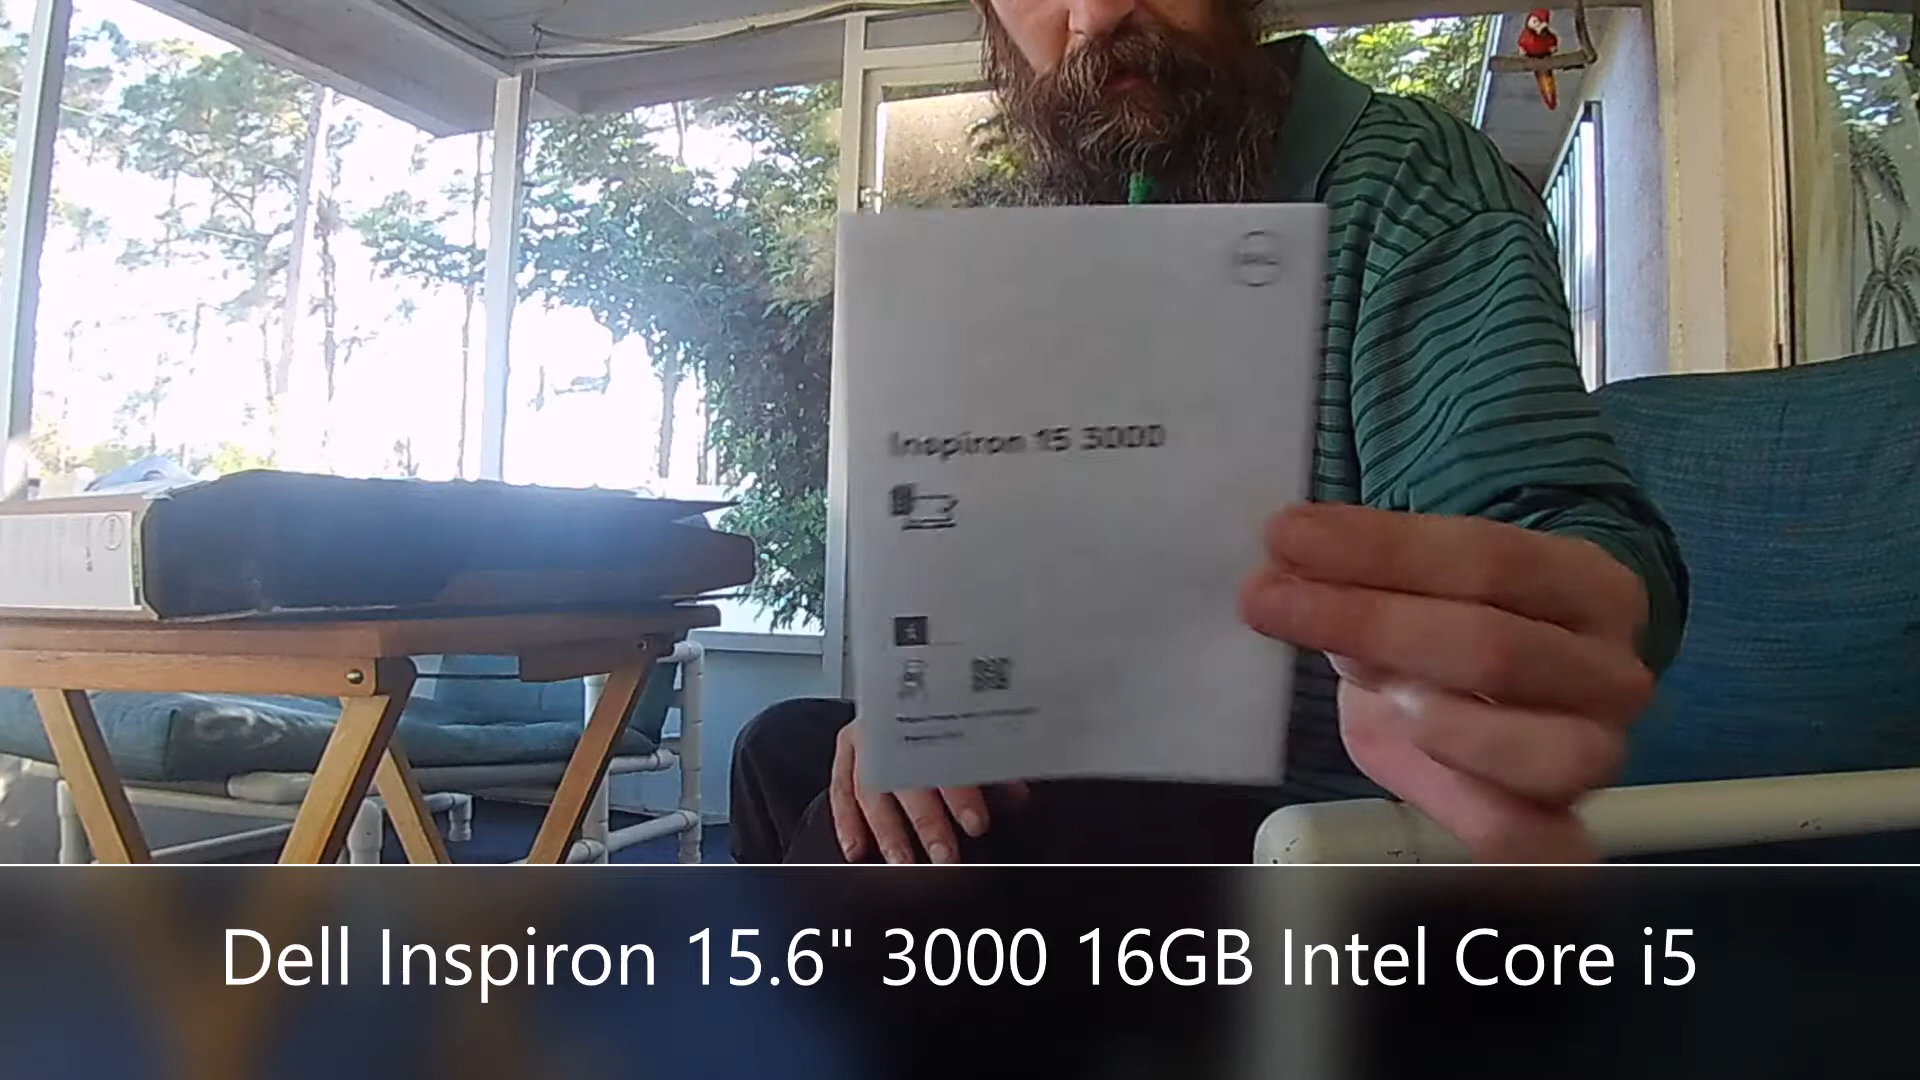 Inspiron 15 3000
Dell Inspiron 15.6" 3000 16GB Intel Core i5